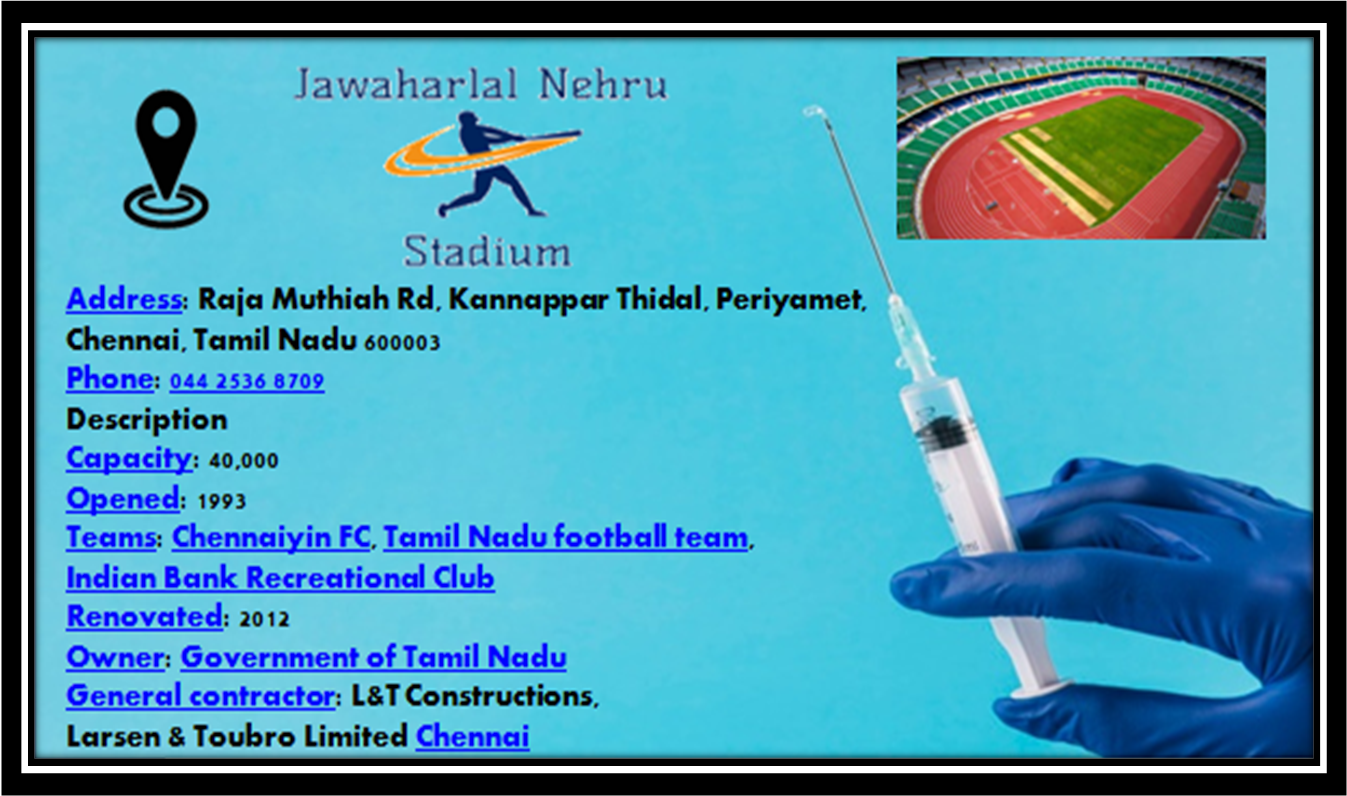 Jawaharlal Nehru
Stadium
Address: Raja Muthiah Rd, Kannappar Thidal, Periyamet,
Chennai, Tamil Nadu 600003
Phone: 044 2536 8709
Description
Capacity: 40,000
Opened: 1993
Teams: Chennaiyin FC, Tamil Nadu football team,
Indian Bank Recreational Club
Renovated: 2012
Owner: Government of Tamil Nadu
General contractor: L&T Constructions,
Larsen & Toubro Limited Chennai